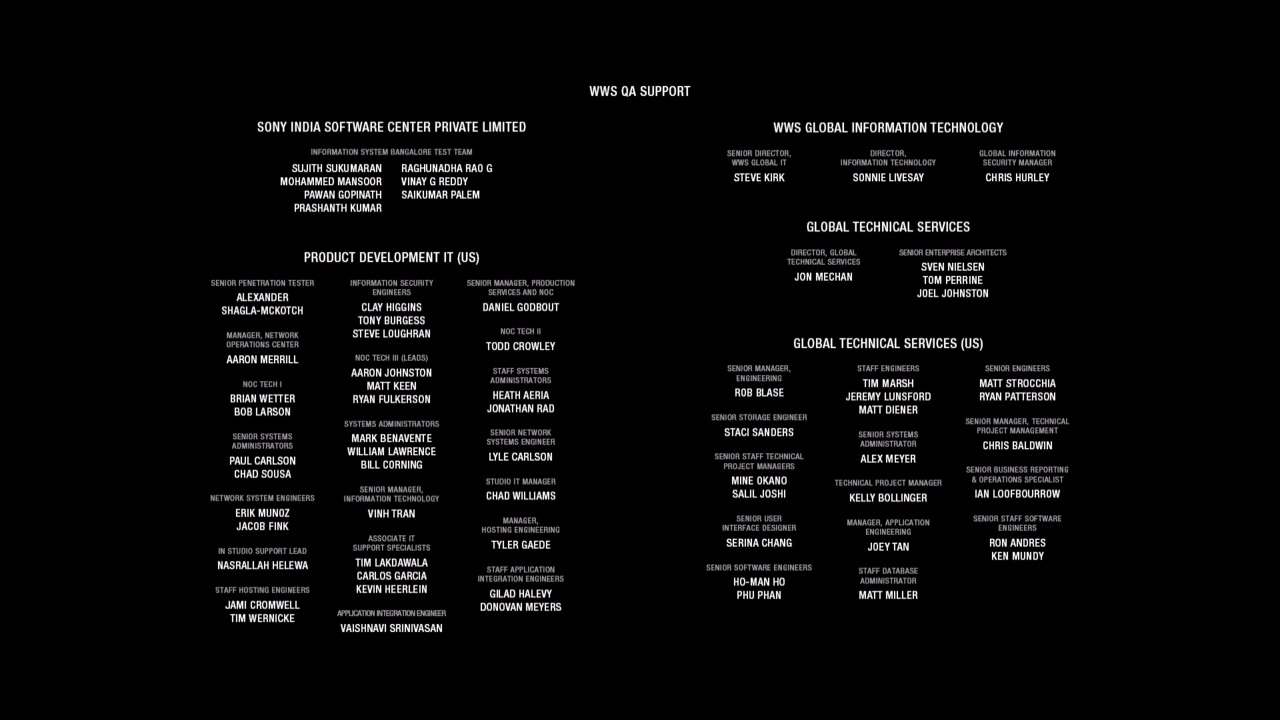 WWS QA SUPPORT
SONY INDIA SOFTWARE CENTER PRIVATE LIMITED
INFORMATION SYSTEM BANGALORE TEST TEAM
SUJITH SUKUMARAN RAGHUNADHA RAO G
MOHAMMED MANSOOR VINAY G REDDY
PAWAN GOPINATH SAIKUMAR PALEM
PRASHANTH KUMAR
PRODUCT DEVELOPMENT IT (US)
SENIOR PENETRATION TESTER
ALEXANDER
SHAGLA-MCKOTCH
MANAGER, NETWORK
OPERATIONS CENTER
AARON MERRILL
NOC TECH I
BRIAN WETTER
BOB LARSON
SENIOR SYSTEMS
ADMINISTRATORS
PAUL CARLSON
CHAD SOUSA
NETWORK SYSTEM ENGINEERS
ERIK MUNOZ
JACOB FINK
IN STUDIO SUPPORT LEAD
NASRALLAH HELEWA
STAFF HOSTING ENGINEERS
JAMI CROMWELL
TIM WERNICKE
INFORMATION SECURITY
ENGINEERS
CLAY HIGGINS
TONY BURGESS
STEVE LOUGHRAN
NOC TECH III (LEADS)
AARON JOHNSTON
MATT KEEN
RYAN FULKERSON
SYSTEMS ADMINISTRATORS
MARK BENAVENTE
WILLIAM LAWRENCE
BILL CORNING
SENIOR MANAGER,
INFORMATION TECHNOLOGY
VINH TRAN
ASSOCIATE IT
SUPPORT SPECIALISTS
TIM LAKDAWALA
CARLOS GARCIA
KEVIN HEERLEIN
APPLICATION INTEGRATION ENGINEER
VAISHNAVI SRINIVASAN
SENIOR MANAGER, PRODUCTION
SERVICES AND NOC
DANIEL GODBOUT
NOC TECH II
TODD CROWLEY
STAFF SYSTEMS
ADMINISTRATORS
HEATH AERIA
JONATHAN RAD
SENIOR NETWORK
SYSTEMS ENGINEER
LYLE CARLSON
STUDIO IT MANAGER
CHAD WILLIAMS
MANAGER,
HOSTING ENGINEERING
TYLER GAEDE
STAFF APPLICATION
INTEGRATION ENGINEERS
GILAD HALEVY
DONOVAN MEYERS
WWS GLOBAL INFORMATION TECHNOLOGY
SENIOR DIRECTOR,
WWS GLOBAL IT
STEVE KIRK
DIRECTOR,
INFORMATION TECHNOLOGY
SONNIE LIVESAY
GLOBAL INFORMATION
SECURITY MANAGER
CHRIS HURLEY
GLOBAL TECHNICAL SERVICES
DIRECTOR, GLOBAL
TECHNICAL SERVICES
JON MECHAN
SENIOR ENTERPRISE ARCHITECTS
SVEN NIELSEN
TOM PERRINE
JOEL JOHNSTON
GLOBAL TECHNICAL SERVICES (US)
SENIOR MANAGER,
ENGINEERING
ROB BLASE
SENIOR STORAGE ENGINEER
STACI SANDERS
SENIOR STAFF TECHNICAL
PROJECT MANAGERS
MINE OKANO
SALIL JOSHI
SENIOR USER
INTERFACE DESIGNER
SERINA CHANG
SENIOR SOFTWARE ENGINEERS
HO-MAN HO
PHU PHAN
STAFF ENGINEERS
TIM MARSH
JEREMY LUNSFORD
MATT DIENER
SENIOR SYSTEMS
ADMINISTRATOR
ALEX MEYER
TECHNICAL PROJECT MANAGER
KELLY BOLLINGER
MANAGER, APPLICATION
ENGINEERING
JOEY TAN
STAFF DATABASE
ADMINISTRATOR
MATT MILLER
SENIOR ENGINEERS
MATT STROCCHIA
RYAN PATTERSON
SENIOR MANAGER, TECHNICAL
PROJECT MANAGEMENT
CHRIS BALDWIN
SENIOR BUSINESS REPORTING
& OPERATIONS SPECIALIST
IAN LOOFBOURROW
SENIOR STAFF SOFTWARE
ENGINEERS
RON ANDRES
KEN MUNDY